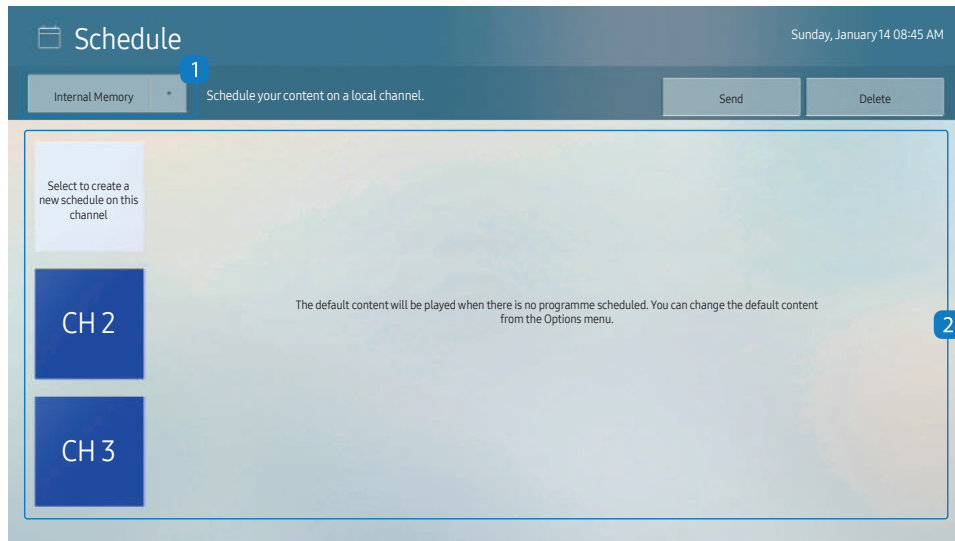 Schedule
Sunday, January 14 08:45 AM
1
Internal Memory
Schedule your content on a local channel.
Send
Delete
Select to create a
new schedule on this
channel
CH 2
The default content will be played when there is no programme scheduled. You can change the default content
from the Options menu.
2
CH 3